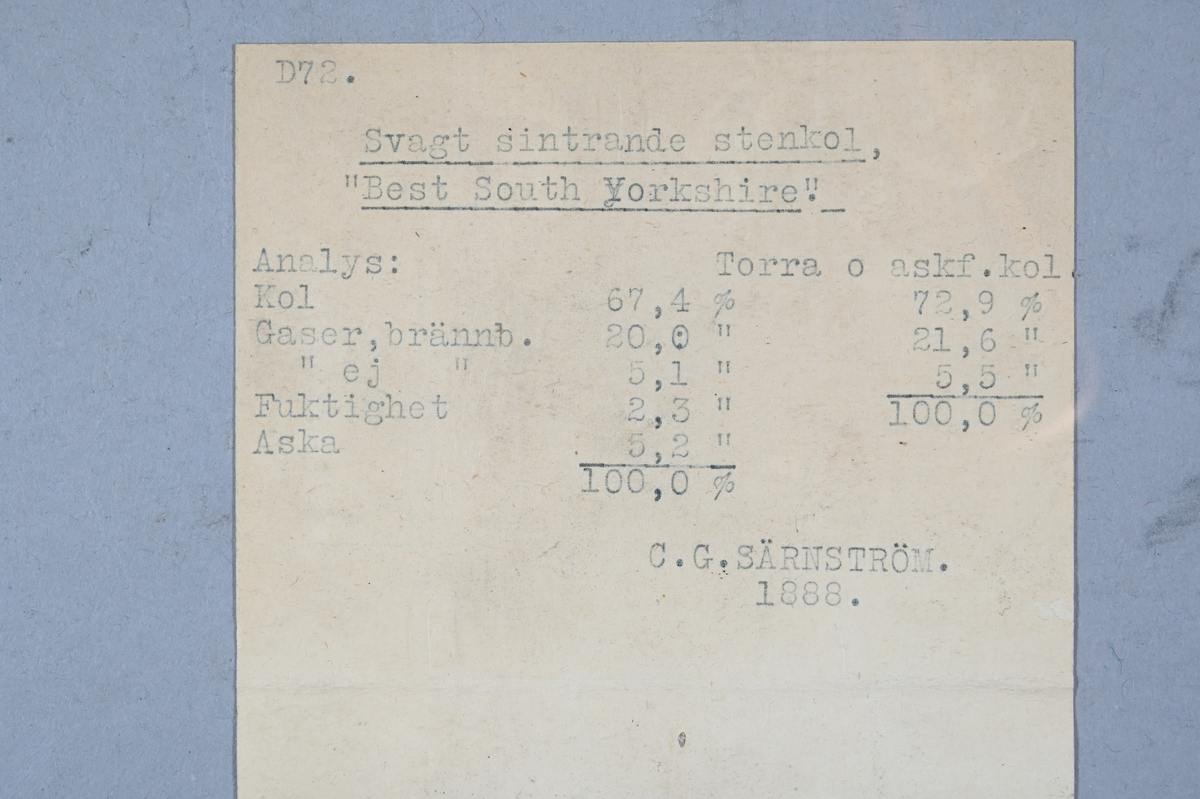 D72.
Svagt sintrande stenkol,
"Best South Yorkshire".
Analys: Torra o askf.kol.
Kol 67,4 % 72,9 %
Gaser,brännb. 20,0 " 21,6 "
" ej " 5,1 " 5,5 "
Fuktighet 2,3 " 100,0 %
Aska 5,2 "
100,0 %
C.G.SÄRNSTRÖM.
1888.